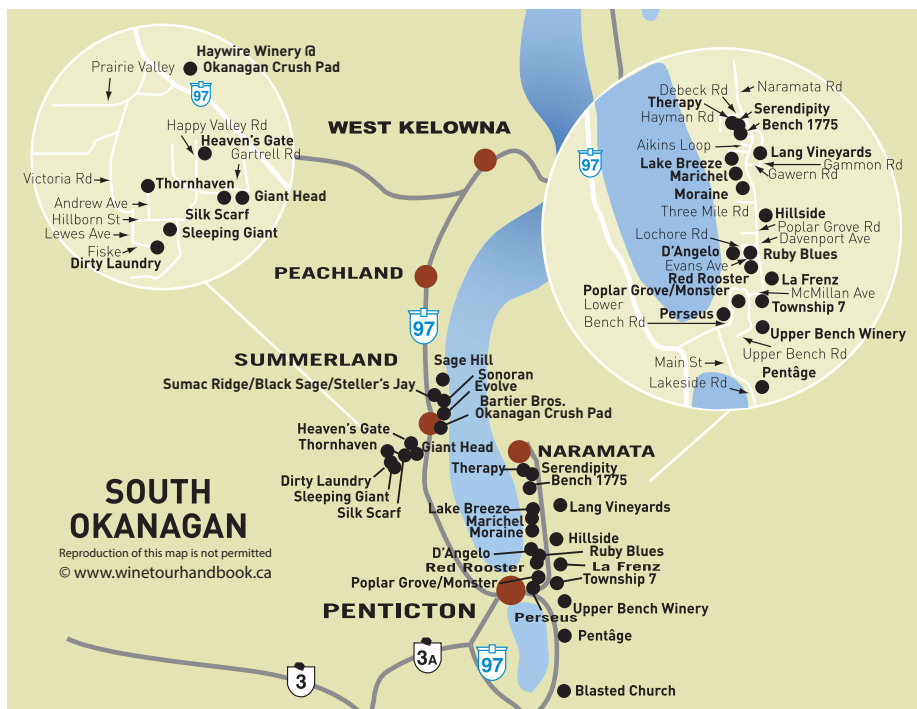 Haywire Winery @
Okanagan Crush Pad
Prairie Valley
97
Happy Valley Rd
Heaven's Gate
Gartrell Rd
Victoria Rd
Thornhaven
Giant Head
Andrew Ave
Silk Scarf
Hillborn St
Lewes Ave
Sleeping Giant
Fiske
Dirty Laundry
WEST KELOWNA
PEACHLAND
97
SUMMERLAND
Sage Hill
Sumac Ridge/Black Sage/Steller's Jay
Sonoran
Evolve
Bartier Bros.
Okanagan Crush Pad
Heaven's Gate
Thornhaven
Giant Head
Dirty Laundry
Sleeping Giant
Silk Scarf
NARAMATA
Therapy
Serendipity
Bench 1775
Lake Breeze
Lang Vineyards
Marichel
Moraine
Hillside
D'Angelo
Ruby Blues
Red Rooster
La Frenz
Poplar Grove/Monster
Township 7
PENTICTON
Perseus
Upper Bench Winery
Pentâge
3A
97
3
Blasted Church
SOUTH
OKANAGAN
Reproduction of this map is not permitted
© www.winetourhandbook.ca
97
Naramata Rd
Debeck Rd
Therapy
Serendipity
Hayman Rd
Bench 1775
Aikins Loop
Lang Vineyards
Lake Breeze
Gammon Rd
Marichel
Gawern Rd
Moraine
Three Mile Rd
Hillside
Poplar Grove Rd
Lochore Rd
Davenport Ave
D'Angelo
Ruby Blues
Evans Ave
Red Rooster
La Frenz
Poplar Grove/Monster
McMillan Ave
Lower
Bench Rd
Township 7
Perseus
Upper Bench Winery
Upper Bench Rd
Main St
Pentâge
Lakeside Rd